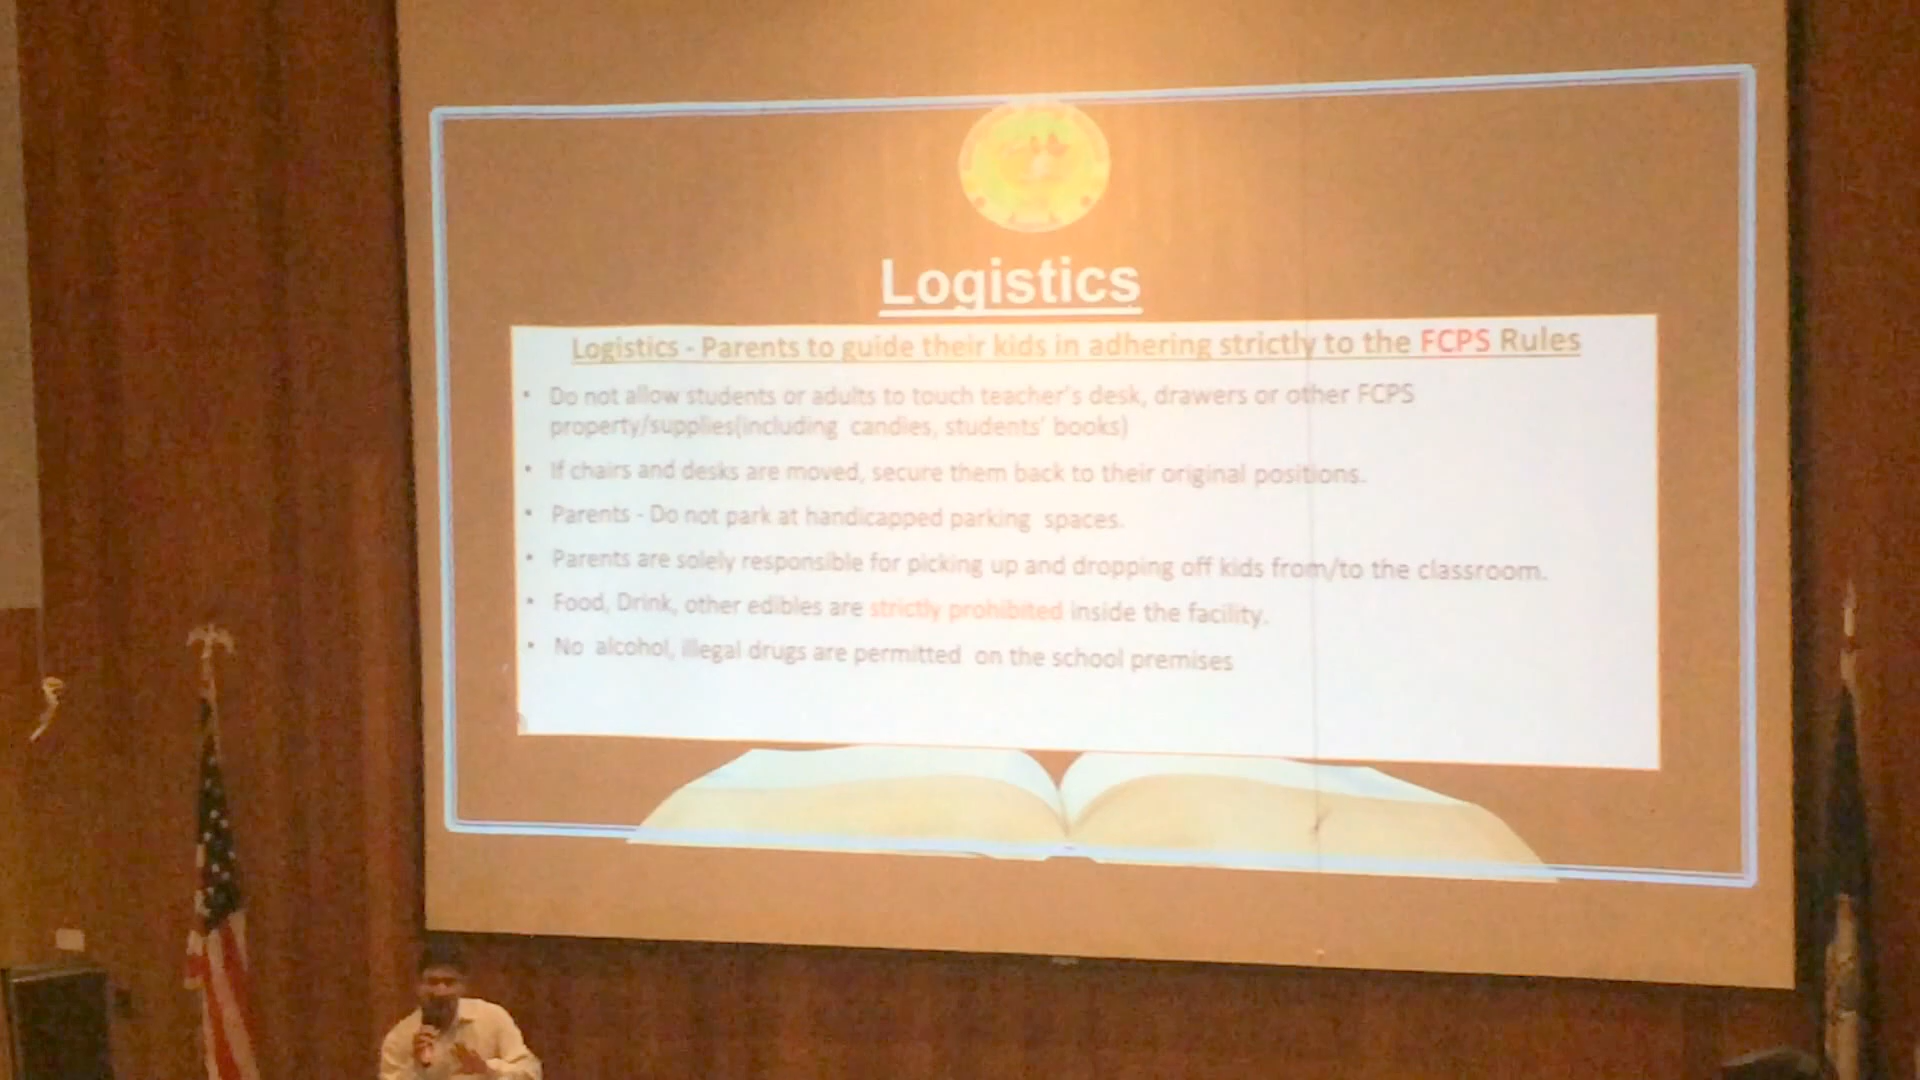 Logistics
Logistics - Parents to guide their kids in adhering strictly to the FCPS Rules
• Do not allow students or adults to touch teacher's desk, drawers or other FCPS
property/supplies(including candies, students' books)
• If chairs and desks are moved, secure them back to their original positions.
• Parents - Do not park at handicapped parking spaces.
• Parents are solely responsible for picking up and dropping off kids from/to the classroom.
• Food, Drink, other edibles are strictly prohibited inside the facility.
• No alcohol, illegal drugs are permitted on the school premises